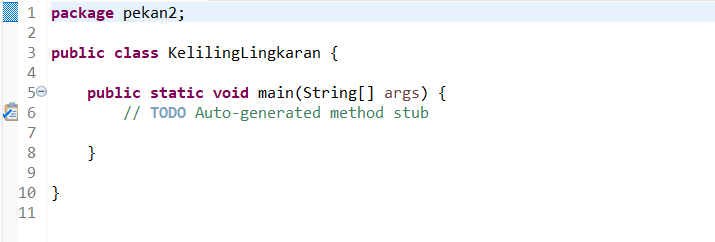 1 package pekan2;
2
3 public class KelilingLingkaran {
4
5 public static void main(String[] args) {
6 // TODO Auto-generated method stub
7
8 }
9
10 }
11